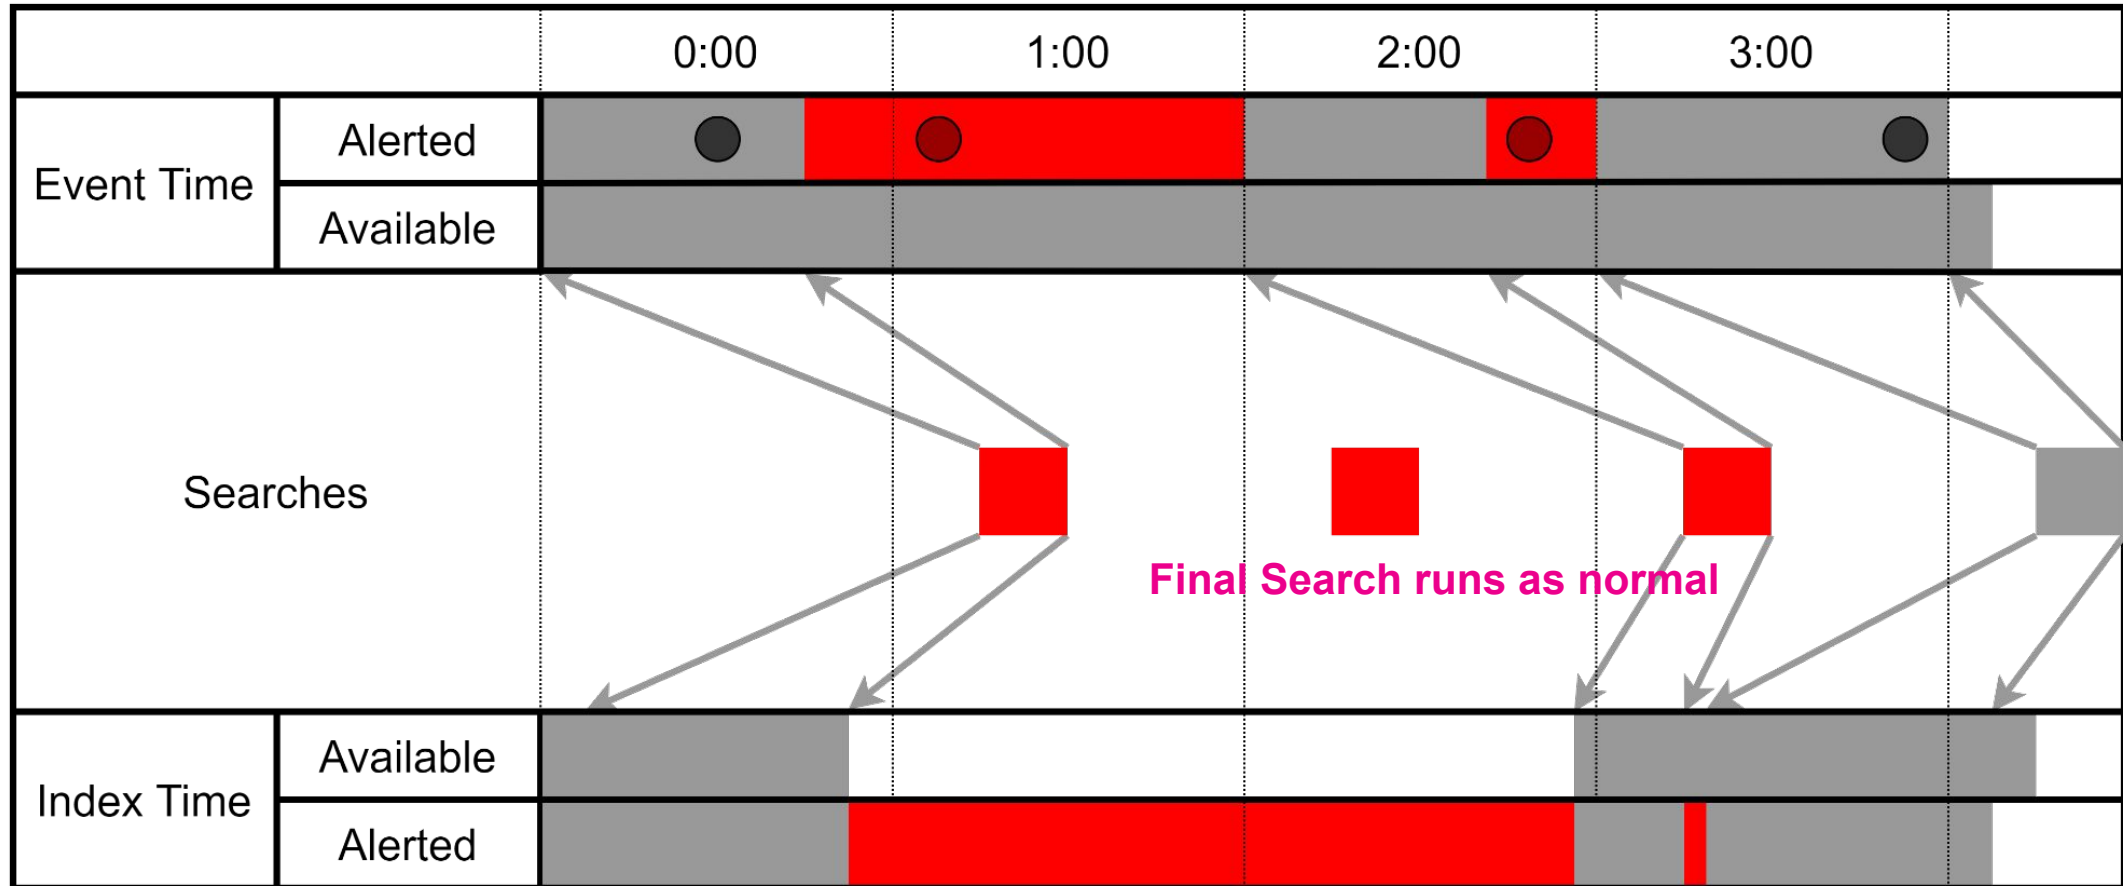 0:00 1:00 2:00 3:00
Event Time
Alerted
Available
Searches
Final Search runs as normal
Index Time
Available
Alerted